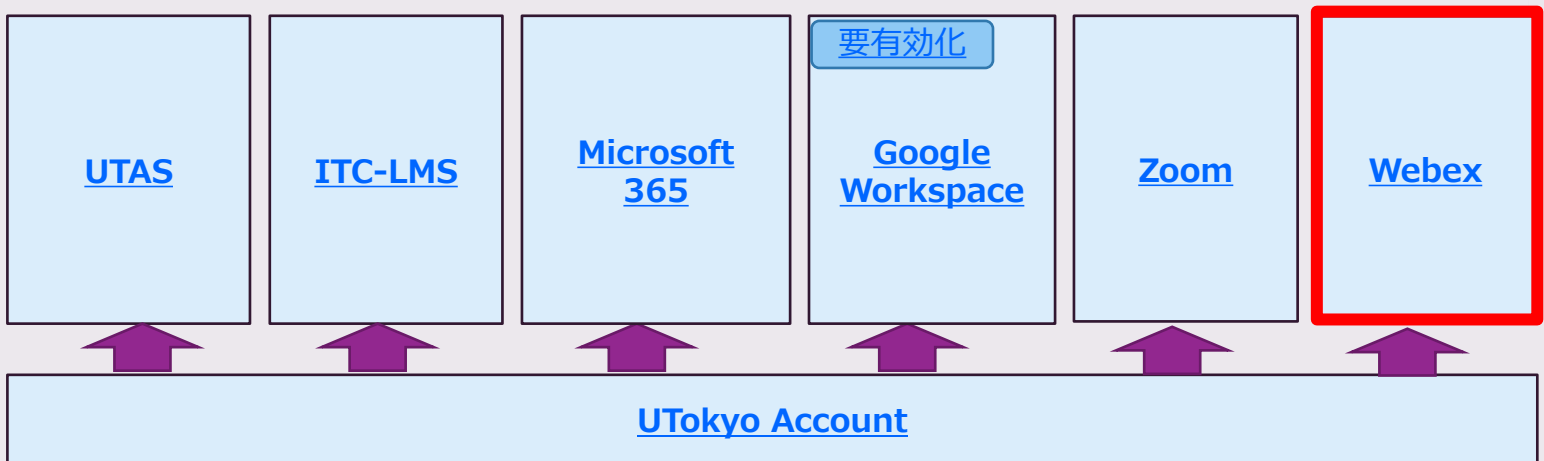 要有効化
UTAS
ITC-LMS
Microsoft
365
Google
Workspace
Zoom
Webex
UTokyo Account